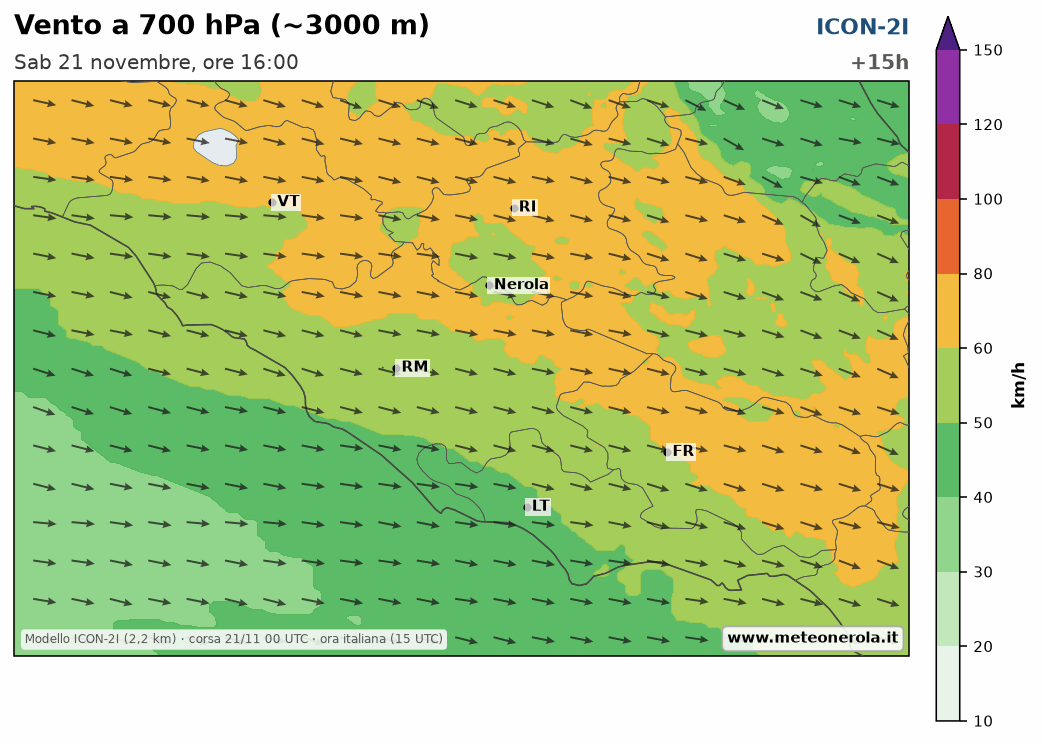 Vento a 700 hPa (~3000 m)
ICON-2I
Sab 21 novembre, ore 16:00
+15h
150
120
100
80
60
50
40
30
20
10
km/h
VT
RI
Nerola
RM
FR
LT
Modello ICON-2I (2,2 km) · corsa 21/11 00 UTC · ora italiana (15 UTC)
www.meteonerola.it